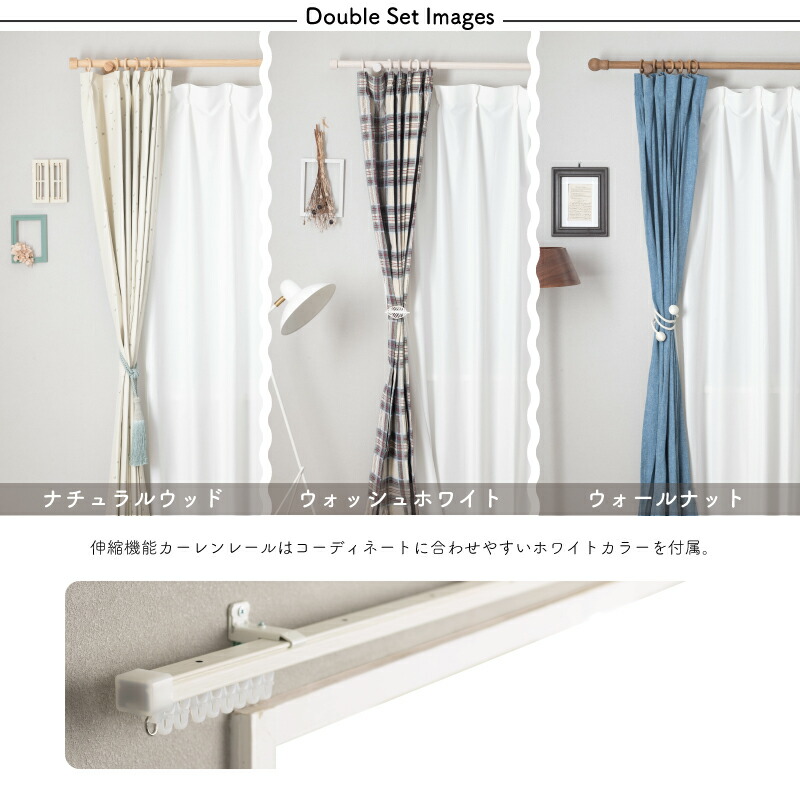 Double Set Images
ナチュラルウッド
ウォッシュホワイト
ウォールナット
伸縮機能カーレンレールはコーディネートに合わせやすいホワイトカラーを付属。